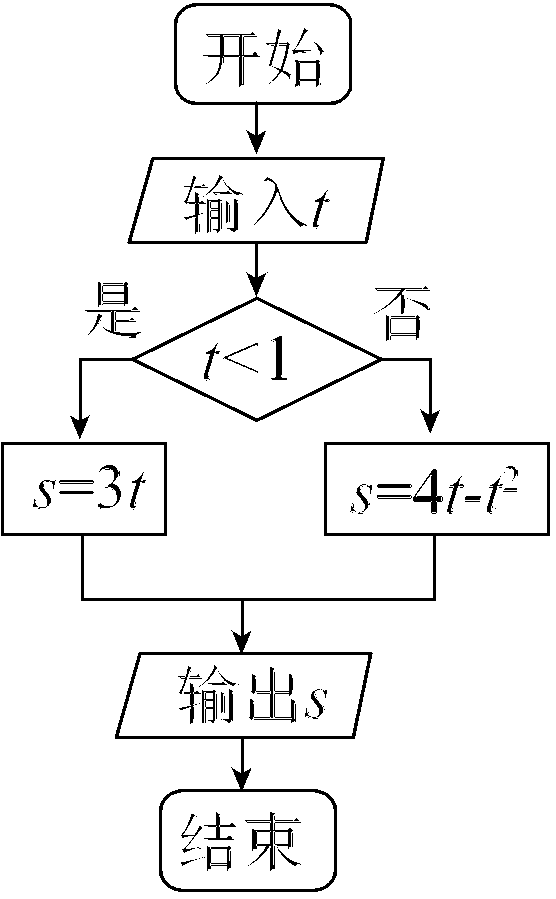 开始
输入t
是
否
t<1
s=3t
s=4t-t²
输出s
结束